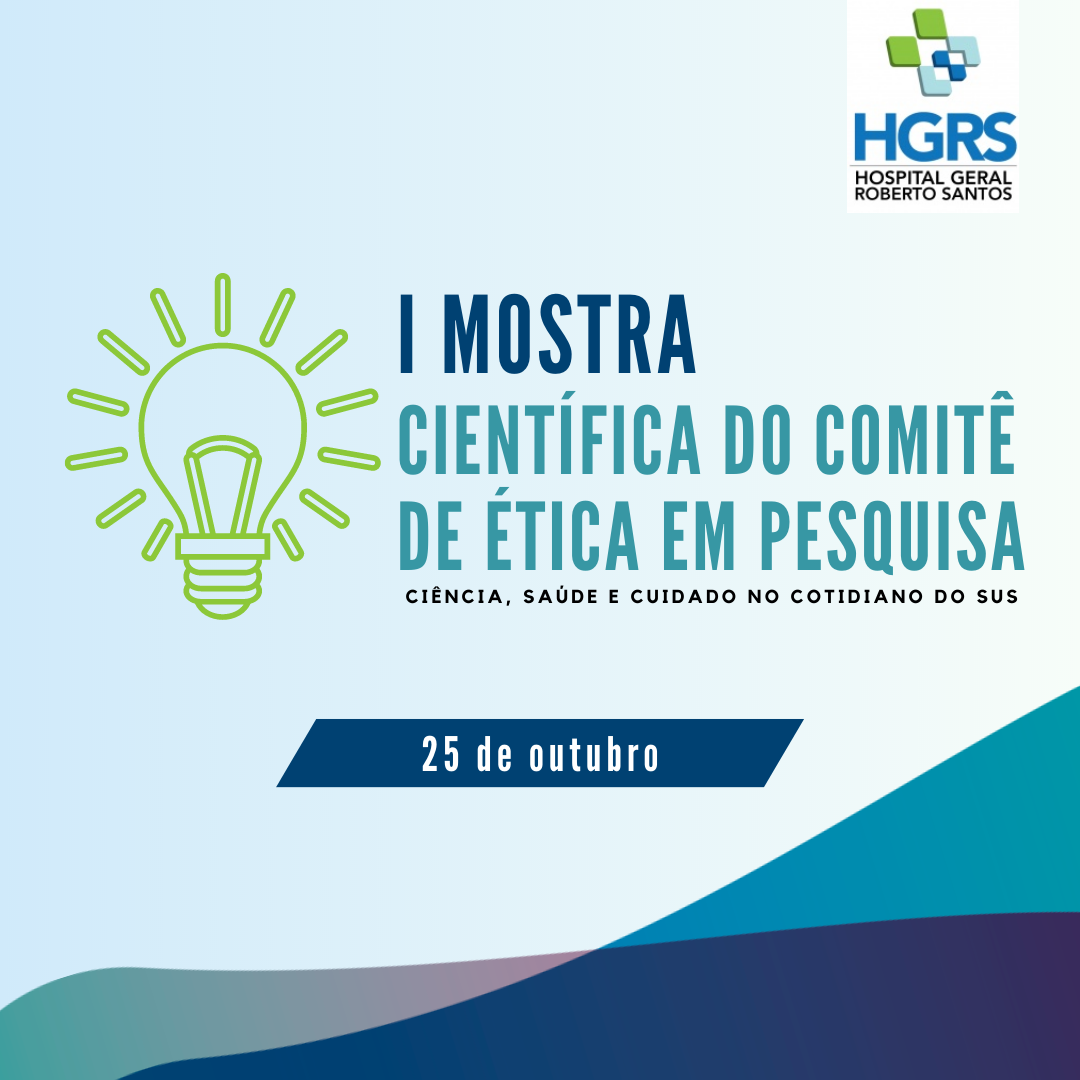 HGRS
HOSPITAL GERAL
ROBERTO SANTOS
I MOSTRA
CIENTÍFICA DO COMITÊ
DE ÉTICA EM PESQUISA
CIÊNCIA, SAÚDE E CUIDADO NO COTIDIANO DO SUS
25 de outubro